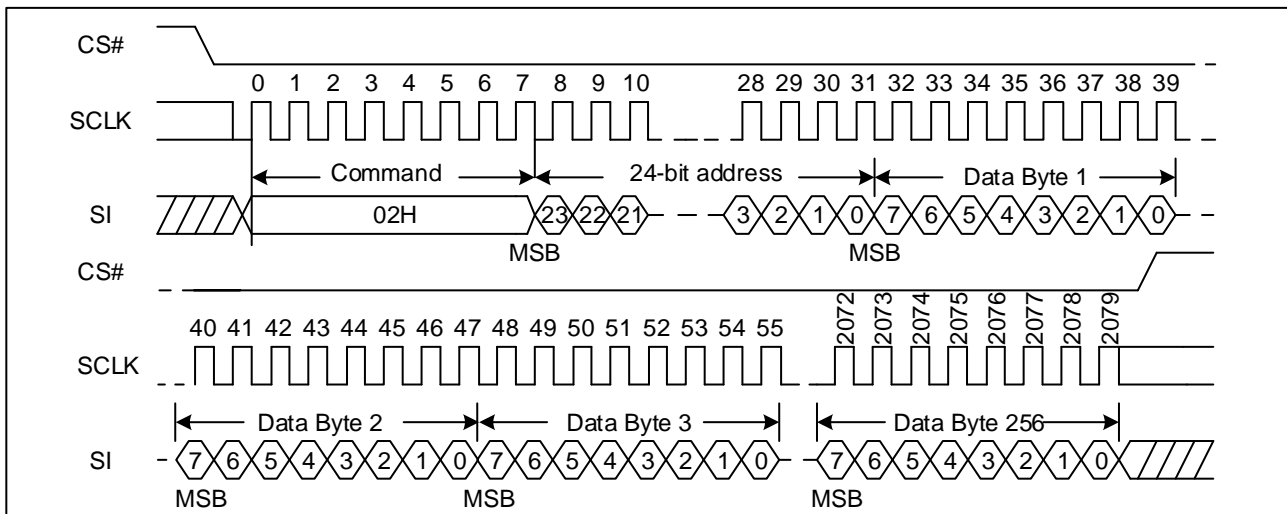 CS#
0 1 2 3 4 5 6 7 8 9 10 28 29 30 31 32 33 34 35 36 37 38 39
SCLK
Command 24-bit address Data Byte 1
SI 02H 23 22 21 3 2 1 0 7 6 5 4 3 2 1 0
MSB MSB
CS#
40 41 42 43 44 45 46 47 48 49 50 51 52 53 54 55 2072 2073 2074 2075 2076 2077 2078 2079
SCLK
Data Byte 2 Data Byte 3 Data Byte 256
SI 7 6 5 4 3 2 1 0 7 6 5 4 3 2 1 0 7 6 5 4 3 2 1 0
MSB MSB MSB